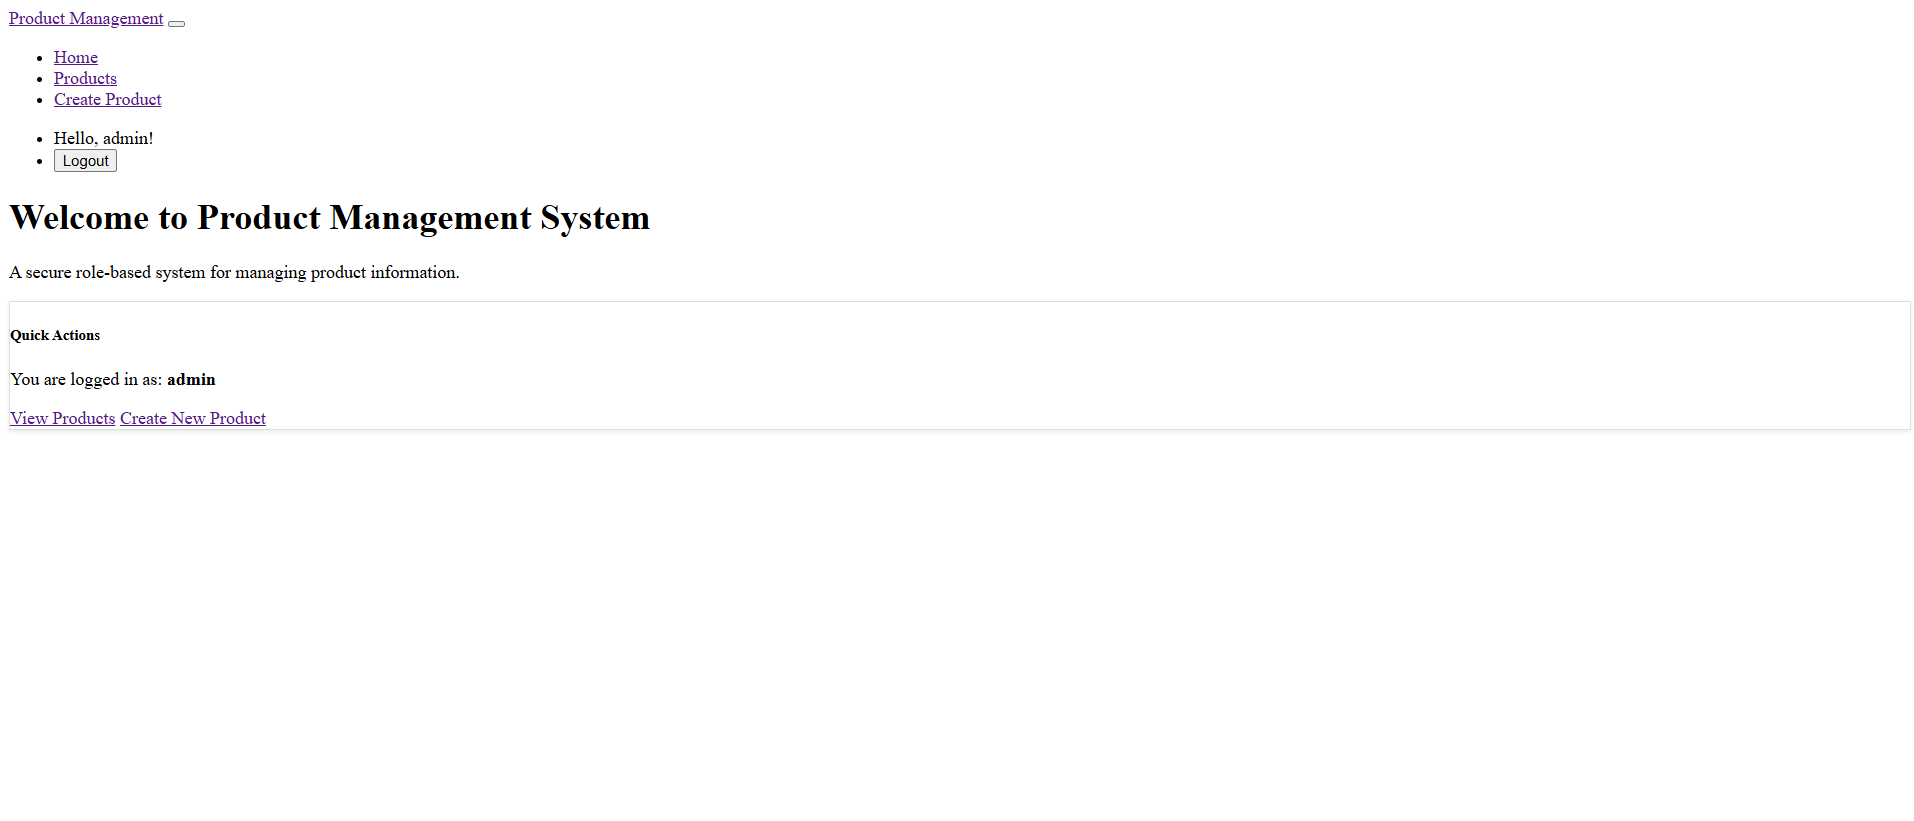 Product Management
Home
Products
Create Product
Hello, admin!
Logout
Welcome to Product Management System
A secure role-based system for managing product information.
Quick Actions
You are logged in as: admin
View Products Create New Product